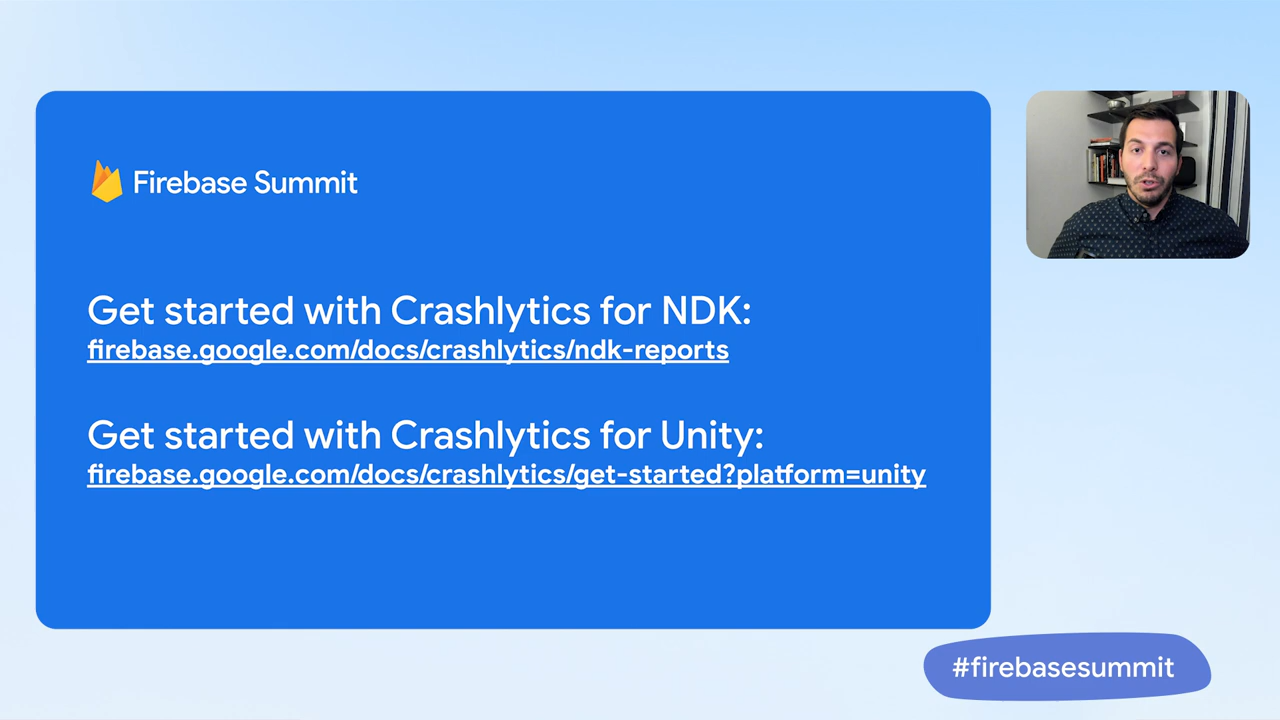 Firebase Summit
Get started with Crashlytics for NDK:
firebase.google.com/docs/crashlytics/ndk-reports
Get started with Crashlytics for Unity:
firebase.google.com/docs/crashlytics/get-started?platform=unity
#firebasesummit